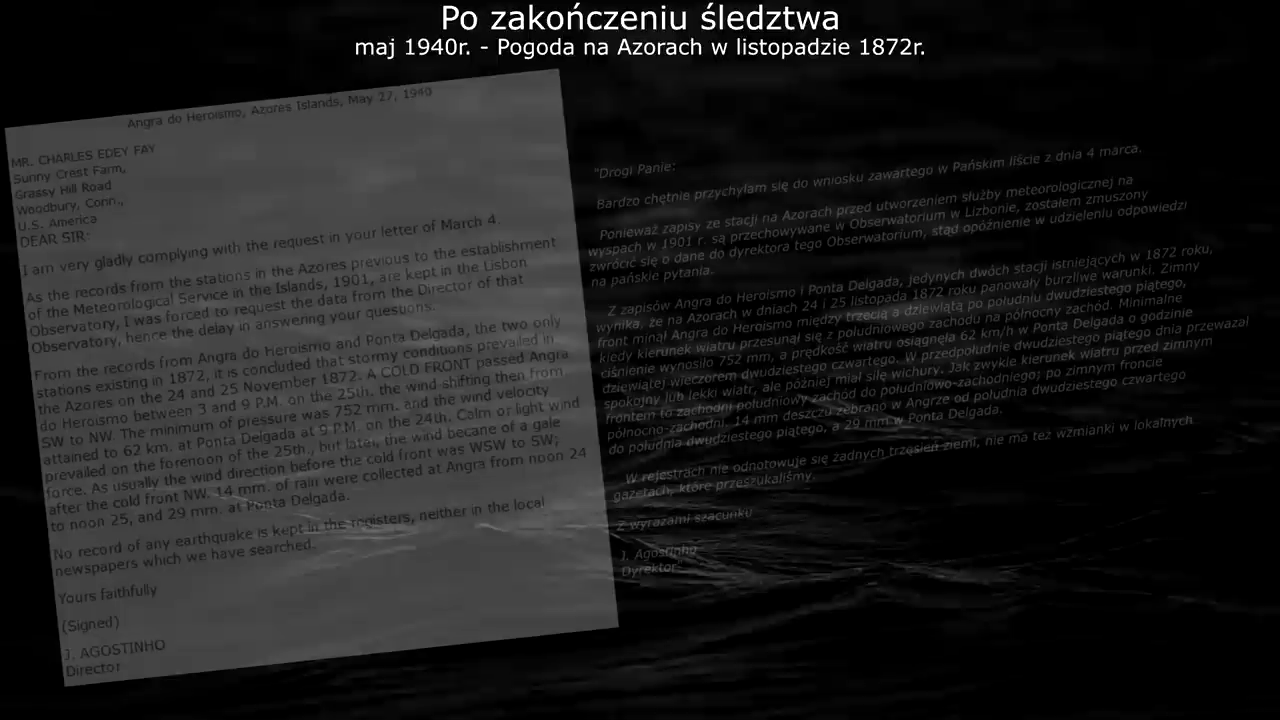 Po zakończeniu śledztwa
maj 1940r. - Pogoda na Azorach w listopadzie 1872r.
Angra do Heroismo, Azores Islands, May 27, 1940
MR. CHARLES EDEY FAY
Sunny Crest Farm,
Grassy Hill Road
Woodbury, Conn.,
U.S. America
DEAR SIR:
I am very gladly complying with the request in your letter of March 4.
As the records from the stations in the Azores previous to the establishment
of the Meteorological Service in the Islands, 1901, are kept in the Lisbon
Observatory, I was forced to request the data from the Director of that
Observatory, hence the delay in answering your questions.
From the records from Angra do Heroismo and Ponta Delgada, the two only
stations existing in 1872, it is concluded that stormy conditions prevailed in
the Azores on the 24 and 25 November 1872. A COLD FRONT passed Angra
do Heroismo between 3 and 9 P.M. on the 25th, the wind shifting then from
SW to NW. The minimum of pressure was 752 mm. and the wind velocity
attained to 62 km. at Ponta Delgada at 9 P.M. on the 24th. Calm or light wind
prevailed on the forenoon of the 25th., but later, the wind became of a gale
force. As usually the wind direction before the cold front was WSW to SW;
after the cold front NW. 14 mm. of rain were collected at Angra from noon 24
to noon 25, and 29 mm. at Ponta Delgada.
No record of any earthquake is kept in the registers, neither in the local
newspapers which we have searched.
Yours faithfully
(Signed)
J. AGOSTINHO
Director
"Drogi Panie:
Bardzo chętnie przychylam się do wniosku zawartego w Pańskim liście z dnia 4 marca.
Ponieważ zapisy ze stacji na Azorach przed utworzeniem służby meteorologicznej na
wyspach w 1901 r. są przechowywane w Obserwatorium w Lizbonie, zostałem zmuszony
zwrócić się o dane do dyrektora tego Obserwatorium, stąd opóźnienie w udzieleniu odpowiedzi
na pańskie pytania.
Z zapisów Angra do Heroismo i Ponta Delgada, jedynych dwóch stacji istniejących w 1872 roku,
wynika, że na Azorach w dniach 24 i 25 listopada 1872 roku panowały burzliwe warunki. Zimny
front minął Angra do Heroismo między trzecią a dziewiątą po południu dwudziestego piątego,
kiedy kierunek wiatru przesunął się z południowego zachodu na północny zachód. Minimalne
ciśnienie wynosiło 752 mm, a prędkość wiatru osiągnęła 62 km/h w Ponta Delgada o godzinie
dziewiątej wieczorem dwudziestego czwartego. W przedpołudnie dwudziestego piątego dnia przeważał
spokojny lub lekki wiatr, ale później miał siłę wichury. Jak zwykle kierunek wiatru przed zimnym
frontem to zachodni południowy zachód do południowo-zachodniego; po zimnym froncie
północno-zachodni. 14 mm deszczu zebrano w Angrze od południa dwudziestego czwartego
do południa dwudziestego piątego, a 29 mm w Ponta Delgada.
W rejestrach nie odnotowuje się żadnych trzęsień ziemi, nie ma też wzmianki w lokalnych
gazetach, które przeszukaliśmy.
Z wyrazami szacunku
J. Agostinho
Dyrektor"